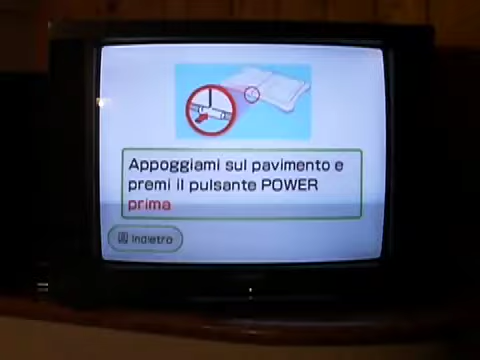 Appoggiami sul pavimento e
premi il pulsante POWER
prima
Indietro